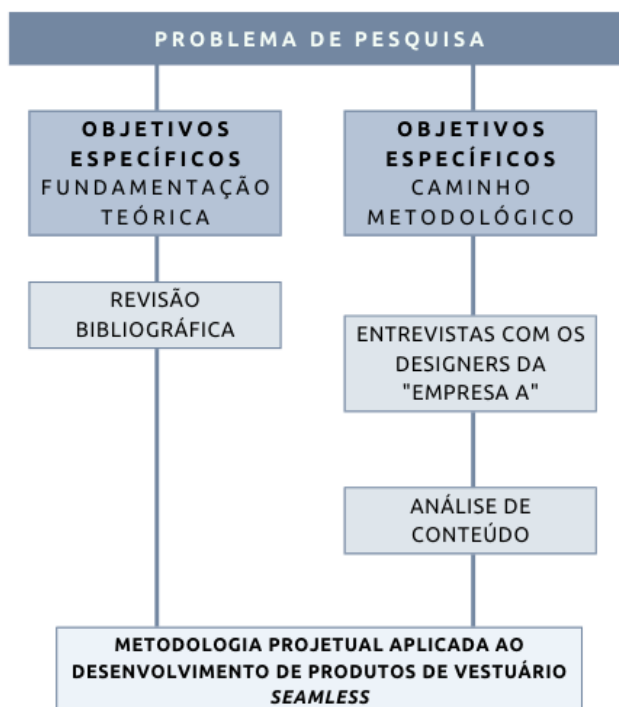 PROBLEMA DE PESQUISA
OBJETIVOS
ESPECÍFICOS
FUNDAMENTAÇÃO
TEÓRICA
REVISÃO
BIBLIOGRÁFICA
OBJETIVOS
ESPECÍFICOS
CAMINHO
METODOLÓGICO
ENTREVISTAS COM OS
DESIGNERS DA
"EMPRESA A"
ANÁLISE DE
CONTEÚDO
METODOLOGIA PROJETUAL APLICADA AO
DESENVOLVIMENTO DE PRODUTOS DE VESTUÁRIO
SEAMLESS